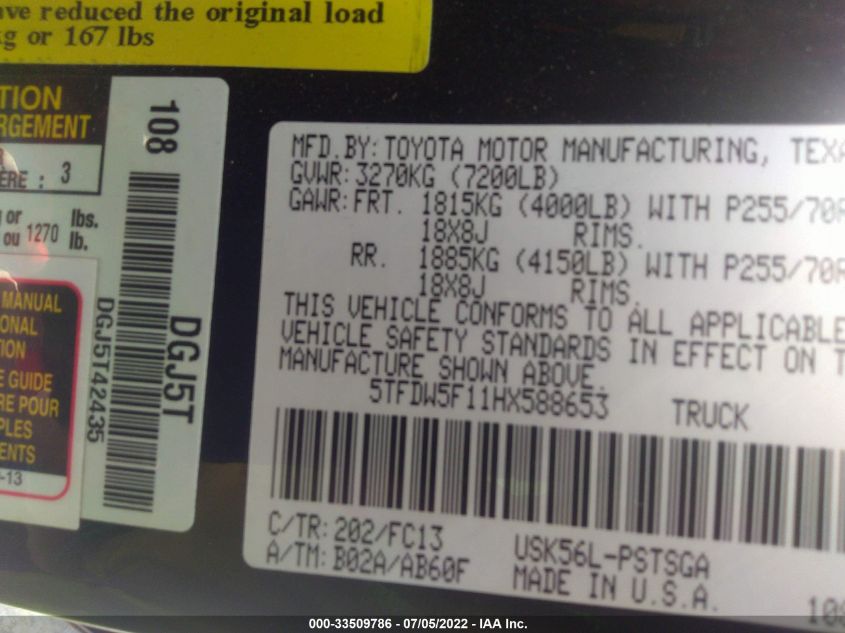 ave reduced the original load
kg or 167 lbs
TION
RGEMENT
ERE : 3
or lbs.
ou 1270 lb.
MANUAL
ONAL
TION
E GUIDE
RE POUR
PLES
ENTS
-13
108
DGJ5T
DGJ5T42435
MFD.BY: TOYOTA MOTOR MANUFACTURING, TEXA
GVWR: 3270KG (7200LB)
GAWR: FRT. 1815KG (4000LB) WITH P255/70R
18X8J RIMS.
RR. 1885KG (4150LB) WITH P255/70R
18X8J RIMS.
THIS VEHICLE CONFORMS TO ALL APPLICABLE
VEHICLE SAFETY STANDARDS IN EFFECT ON T
MANUFACTURE SHOWN ABOVE.
5TFDW5F11HX588653 TRUCK
C/TR: 202/FC13 USK56L-PSTSGA
A/TM: B02A/AB60F MADE IN U.S.A.
000-33509786 - 07/05/2022 - IAA Inc.